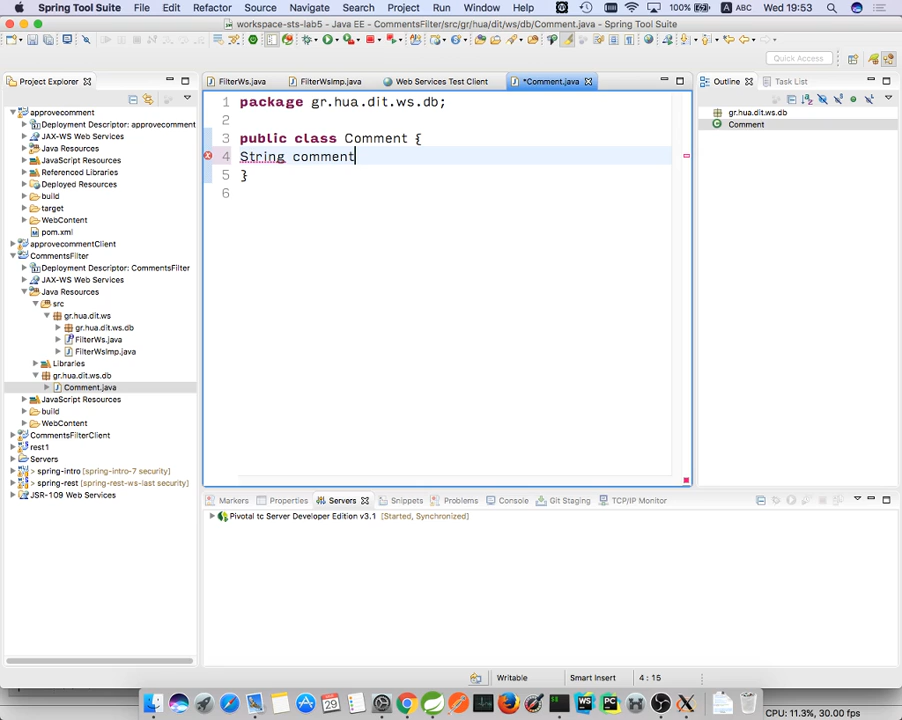 Spring Tool Suite File Edit Refactor Source Navigate Search Project Run Window Help 100% ABC Wed 19:53
workspace-sts-lab5 - Java EE - CommentsFilter/src/gr/hua/dit/ws/db/Comment.java - Spring Tool Suite
Quick Access
Project Explorer
approvecomment
Deployment Descriptor: approvecomment
JAX-WS Web Services
Java Resources
JavaScript Resources
Referenced Libraries
Deployed Resources
build
target
WebContent
pom.xml
approvecommentClient
CommentsFilter
Deployment Descriptor: CommentsFilter
JAX-WS Web Services
Java Resources
src
gr.hua.dit.ws
gr.hua.dit.ws.db
FilterWs.java
FilterWsImp.java
Libraries
gr.hua.dit.ws.db
Comment.java
JavaScript Resources
build
WebContent
CommentsFilterClient
rest1
Servers
> spring-intro [spring-intro-7 security]
> spring-rest [spring-rest-ws-last security]
JSR-109 Web Services
FilterWs.java FilterWsImp.java Web Services Test Client *Comment.java
1 package gr.hua.dit.ws.db;
2
3 public class Comment {
4 String comment
5 }
6
Outline Task List
gr.hua.dit.ws.db
Comment
Markers Properties Servers Snippets Problems Console Git Staging TCP/IP Monitor
Pivotal tc Server Developer Edition v3.1 [Started, Synchronized]
Writable Smart Insert 4 : 15
CPU: 11.3%, 30.00 fps